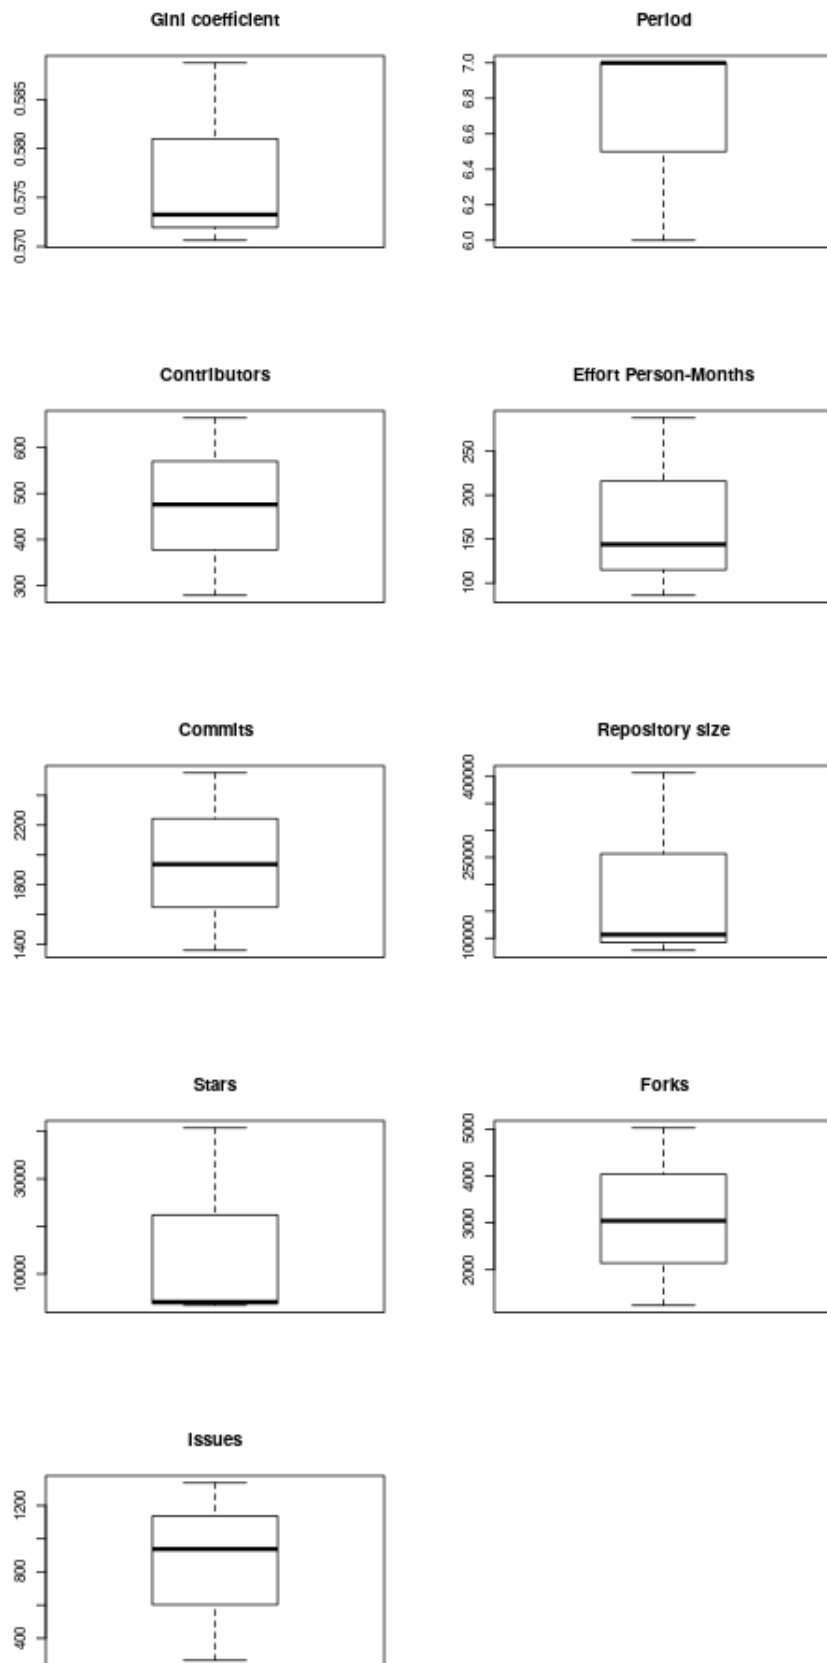 Gini coefficient
0.570 0.575 0.580 0.585
Period
6.0 6.2 6.4 6.6 6.8 7.0
Contributors
300 400 500 600
Effort Person-Months
100 150 200 250
Commits
1400 1800 2200
Repository size
100000 250000 400000
Stars
10000 30000
Forks
2000 3000 4000 5000
Issues
400 800 1200